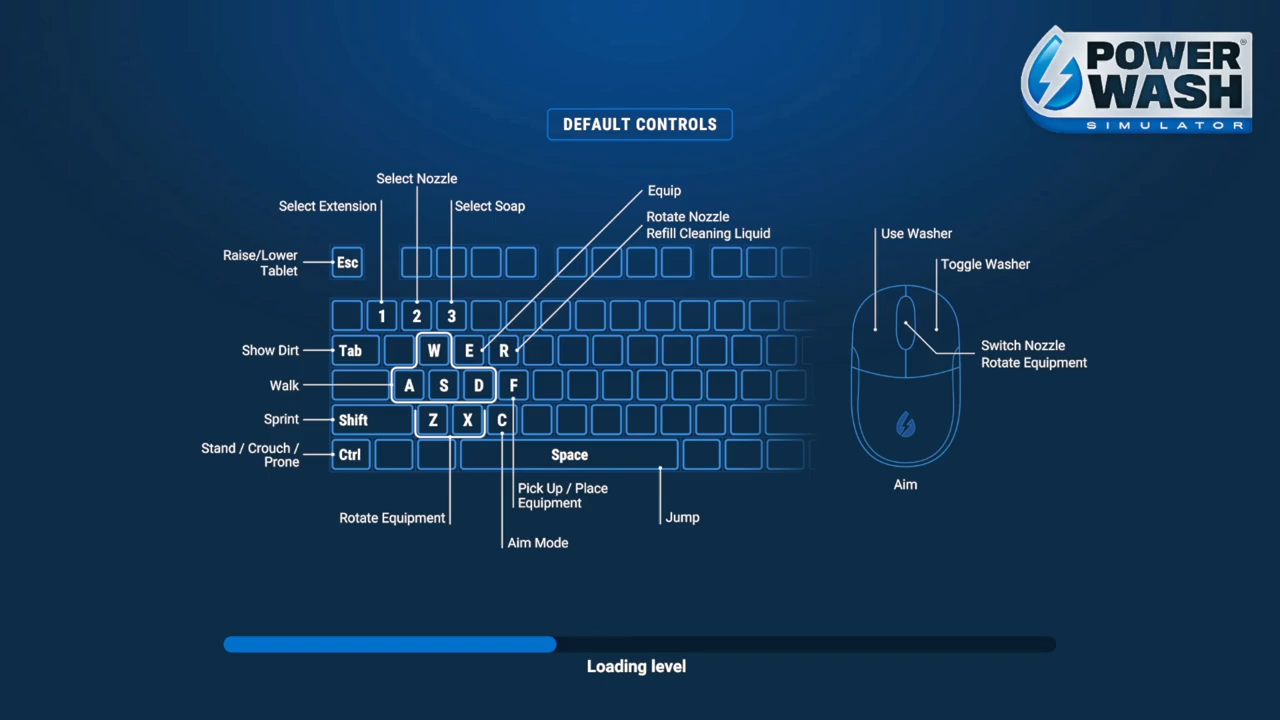 POWER
WASH
®
SIMULATOR
DEFAULT CONTROLS
Select Nozzle
Select Extension
Select Soap
Equip
Rotate Nozzle
Refill Cleaning Liquid
Raise/Lower
Tablet
Esc
1 2 3
Show Dirt
Tab
W E R
Walk
A S D F
Sprint
Shift
Z X C
Stand / Crouch /
Prone
Ctrl
Space
Rotate Equipment
Aim Mode
Pick Up / Place
Equipment
Jump
Use Washer
Toggle Washer
Switch Nozzle
Rotate Equipment
Aim
Loading level